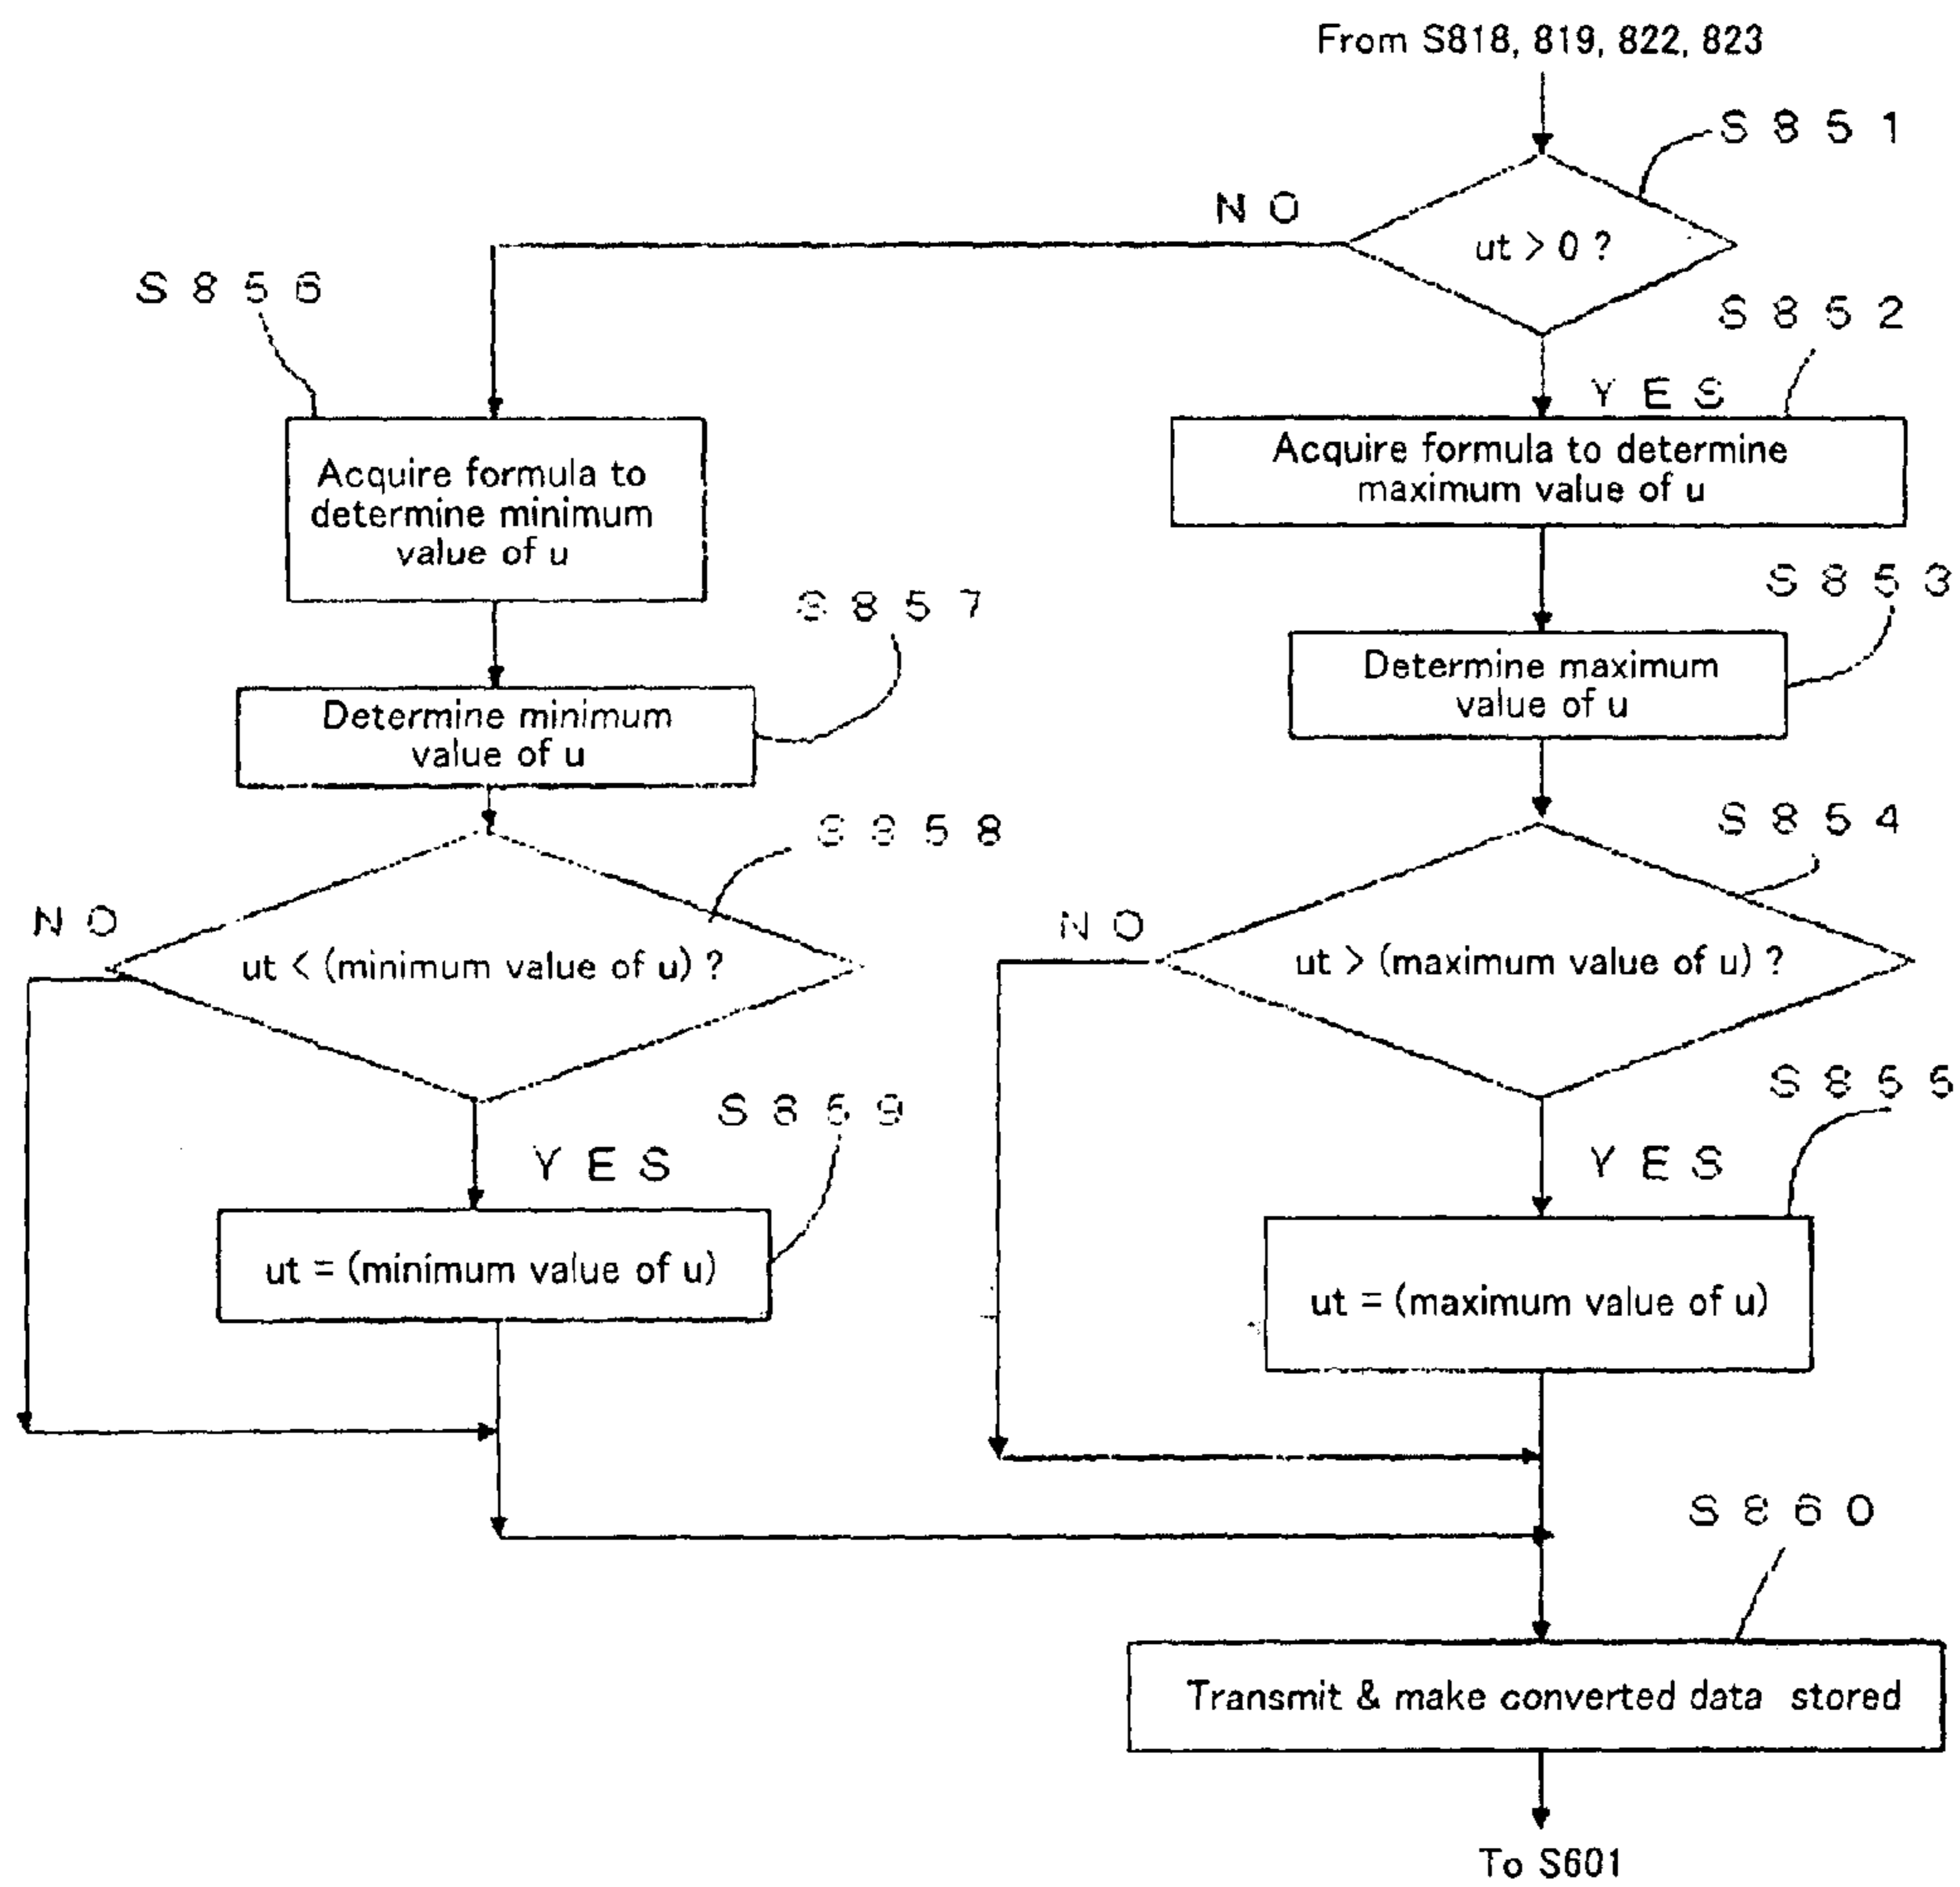 From S818, 819, 822, 823
S851
NO
ut > 0 ?
S856
S852
YES
Acquire formula to determine
maximum value of u
Acquire formula to
determine minimum
value of u
S853
S857
Determine maximum
value of u
Determine minimum
value of u
S854
S858
NO
NO
ut < (minimum value of u) ?
ut > (maximum value of u) ?
S855
S859
YES
YES
ut = (minimum value of u)
ut = (maximum value of u)
S860
Transmit & make converted data stored
To S601